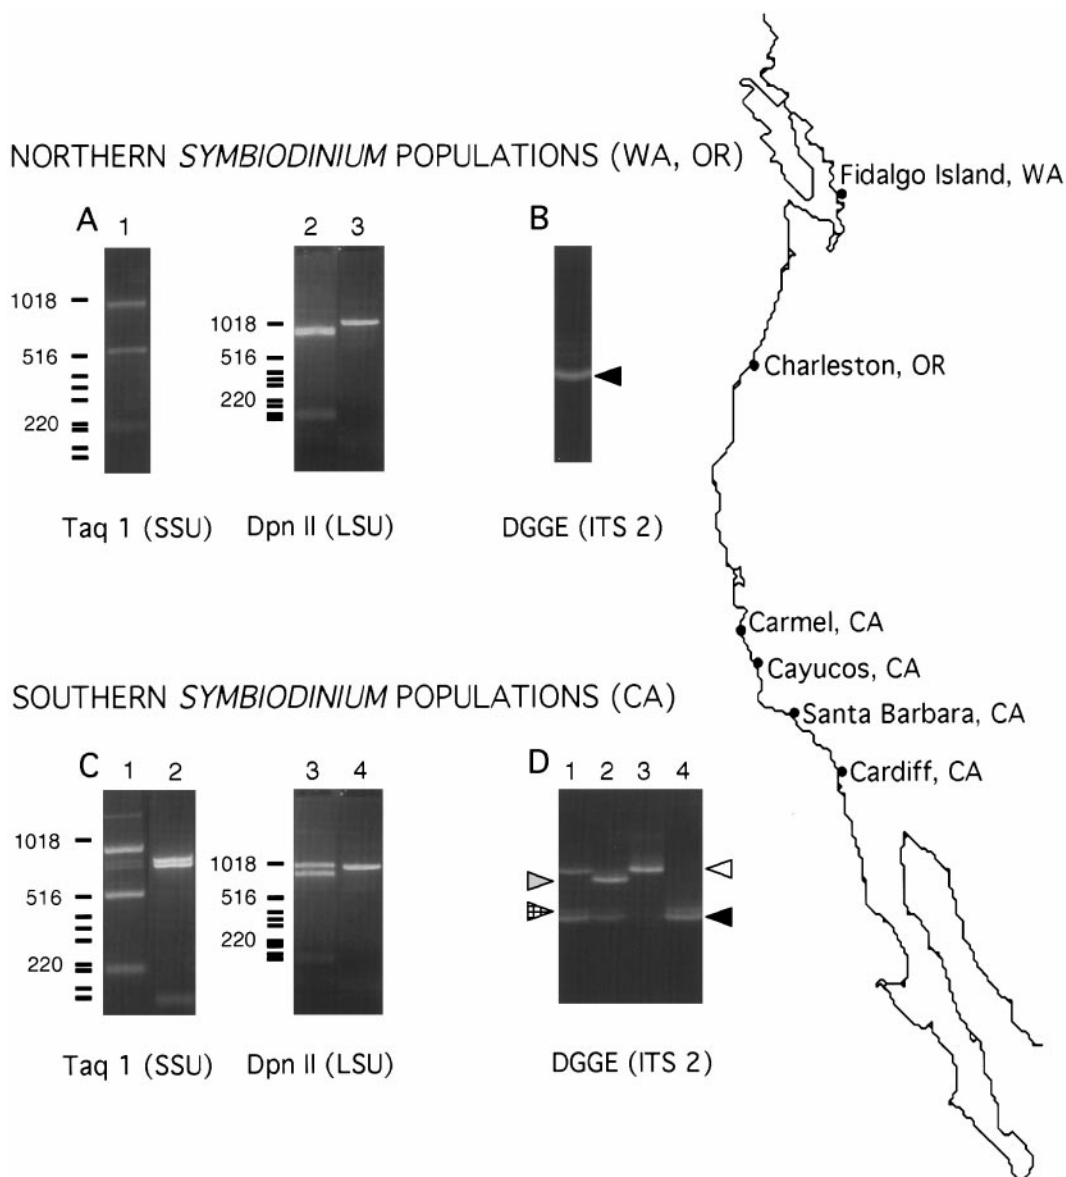 NORTHERN SYMBIODINIUM POPULATIONS (WA, OR)
Fidalgo Island, WA
A
1
2 3
B
1018
516
220
1018
516
220
Charleston, OR
Taq 1 (SSU)
Dpn II (LSU)
DGGE (ITS 2)
Carmel, CA
Cayucos, CA
SOUTHERN SYMBIODINIUM POPULATIONS (CA)
Santa Barbara, CA
Cardiff, CA
C
1 2
3 4
D
1 2 3 4
1018
516
220
1018
516
220
Taq 1 (SSU)
Dpn II (LSU)
DGGE (ITS 2)